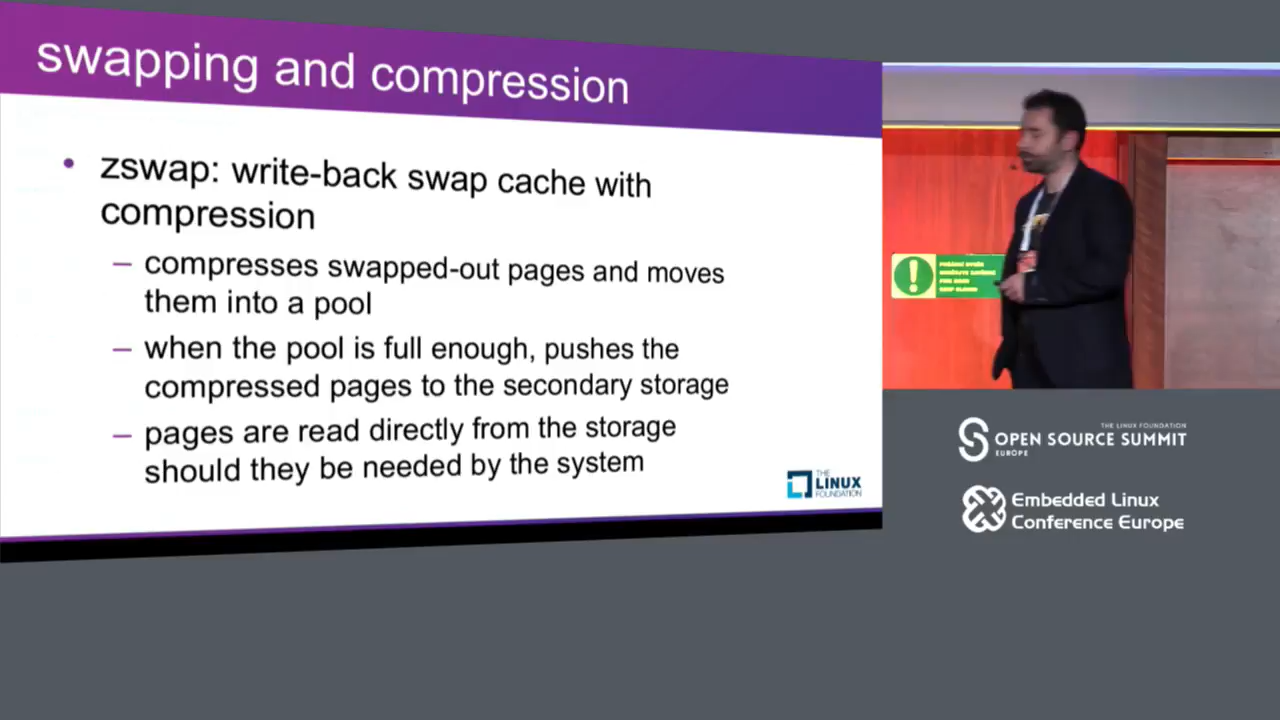 swapping and compression
• zswap: write-back swap cache with
compression
– compresses swapped-out pages and moves
them into a pool
– when the pool is full enough, pushes the
compressed pages to the secondary storage
– pages are read directly from the storage
should they be needed by the system
THE
LINUX
FOUNDATION
THE LINUX FOUNDATION
OPEN SOURCE SUMMIT
EUROPE
Embedded Linux
Conference Europe